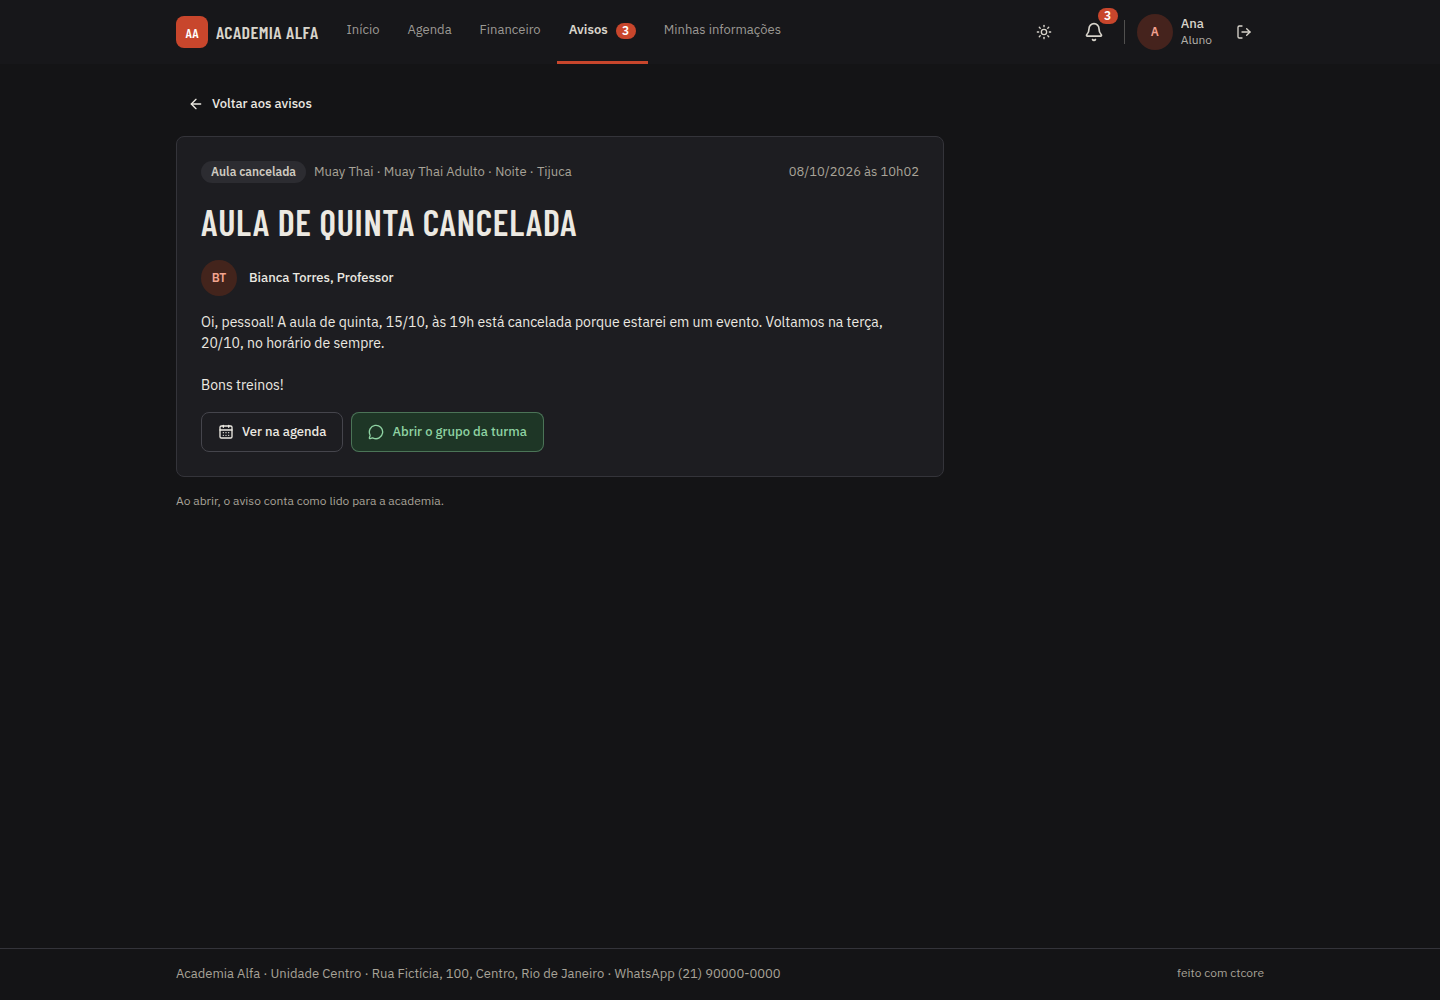 AA ACADEMIA ALFA Início Agenda Financeiro Avisos 3 Minhas informações 3 A Ana
Aluno
Voltar aos avisos
Aula cancelada Muay Thai · Muay Thai Adulto · Noite · Tijuca 08/10/2026 às 10h02
AULA DE QUINTA CANCELADA
BT Bianca Torres, Professor
Oi, pessoal! A aula de quinta, 15/10, às 19h está cancelada porque estarei em um evento. Voltamos na terça,
20/10, no horário de sempre.
Bons treinos!
Ver na agenda Abrir o grupo da turma
Ao abrir, o aviso conta como lido para a academia.
Academia Alfa · Unidade Centro · Rua Fictícia, 100, Centro, Rio de Janeiro · WhatsApp (21) 90000-0000 feito com ctcore